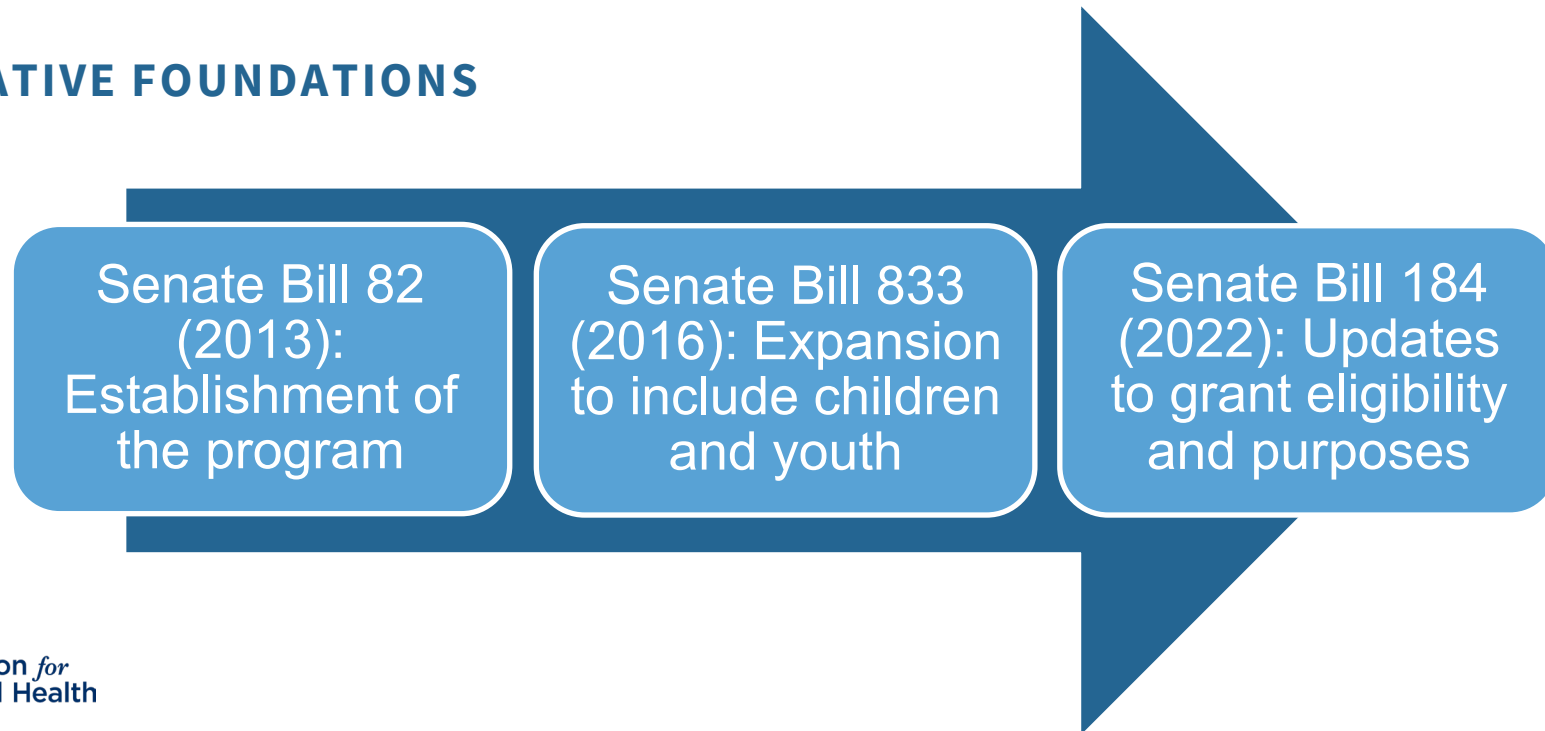 ATIVE FOUNDATIONS
Senate Bill 82
(2013):
Establishment of
the program
Senate Bill 833
(2016): Expansion
to include children
and youth
Senate Bill 184
(2022): Updates
to grant eligibility
and purposes
on for
l Health